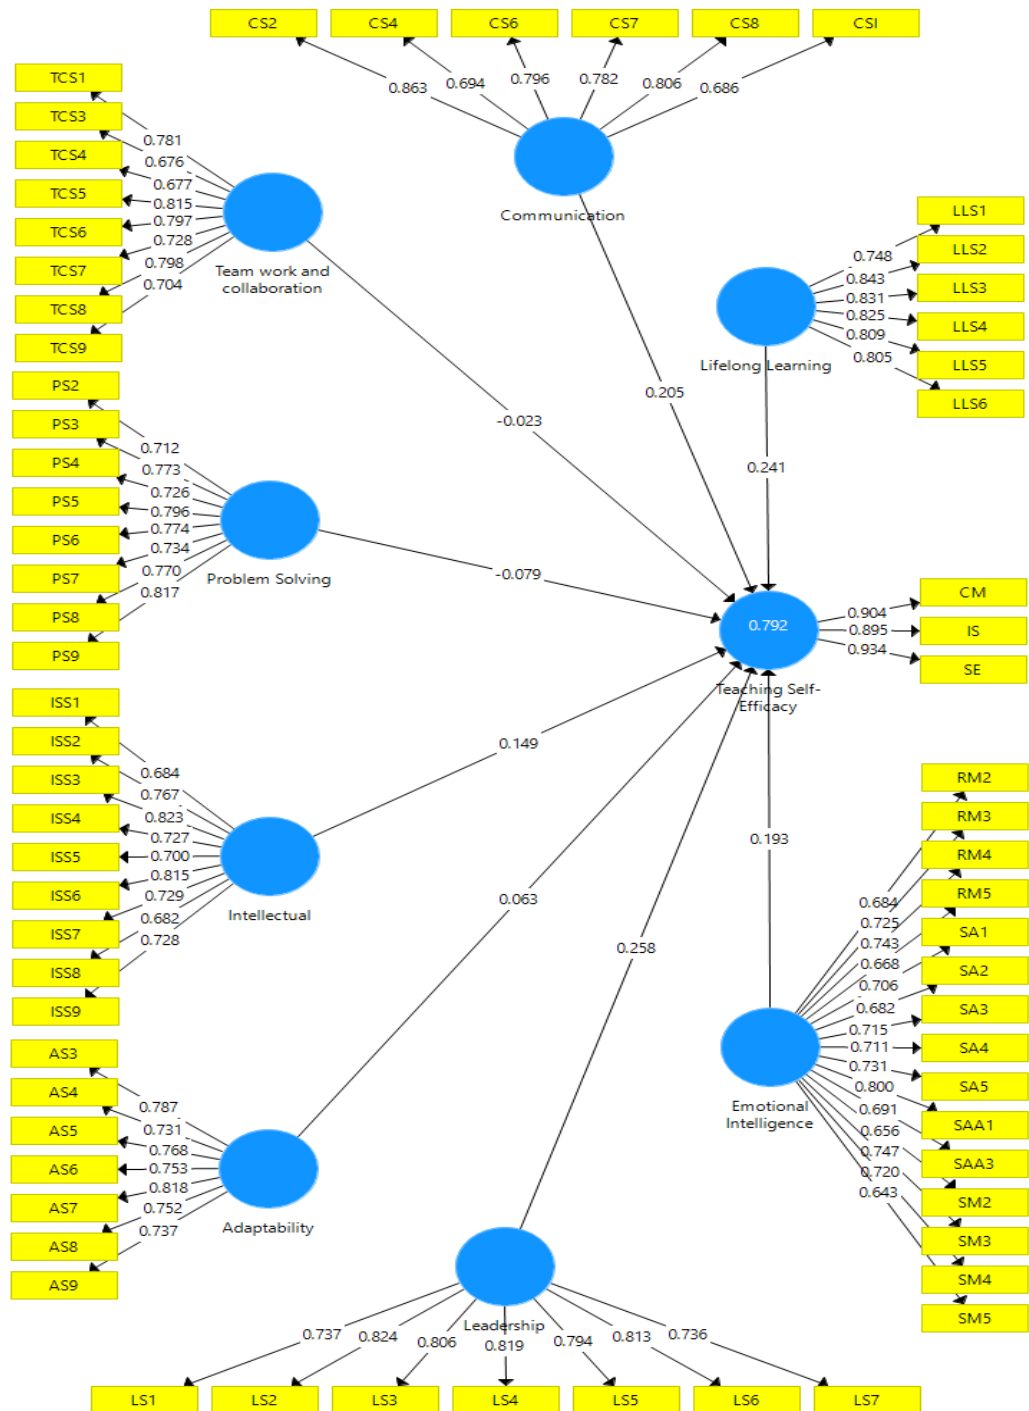 CS2
CS4
CS6
CS7
CS8
CSI
0.863
0.694
0.796
0.782
0.806
0.686
Communication
TCS1
TCS3
TCS4
TCS5
TCS6
TCS7
TCS8
TCS9
0.781
0.676
0.677
0.815
0.797
0.728
0.798
0.704
Team work and
collaboration
LLS1
LLS2
LLS3
LLS4
LLS5
LLS6
0.748
0.843
0.831
0.825
0.809
0.805
Lifelong Learning
0.205
-0.023
0.241
PS2
PS3
PS4
PS5
PS6
PS7
PS8
PS9
0.712
0.773
0.726
0.796
0.774
0.734
0.770
0.817
Problem Solving
-0.079
0.792
Teaching Self-
Efficacy
0.904
0.895
0.934
CM
IS
SE
ISS1
ISS2
ISS3
ISS4
ISS5
ISS6
ISS7
ISS8
ISS9
0.684
0.767
0.823
0.727
0.700
0.815
0.729
0.682
0.728
Intellectual
0.149
0.063
0.258
0.193
RM2
RM3
RM4
RM5
SA1
SA2
SA3
SA4
SA5
SAA1
SAA3
SM2
SM3
SM4
SM5
0.684
0.725
0.743
0.668
0.706
0.682
0.715
0.711
0.731
0.800
0.691
0.656
0.747
0.720
0.643
Emotional
Intelligence
AS3
AS4
AS5
AS6
AS7
AS8
AS9
0.787
0.731
0.768
0.753
0.818
0.752
0.737
Adaptability
Leadership
0.737
0.824
0.806
0.819
0.794
0.813
0.736
LS1
LS2
LS3
LS4
LS5
LS6
LS7